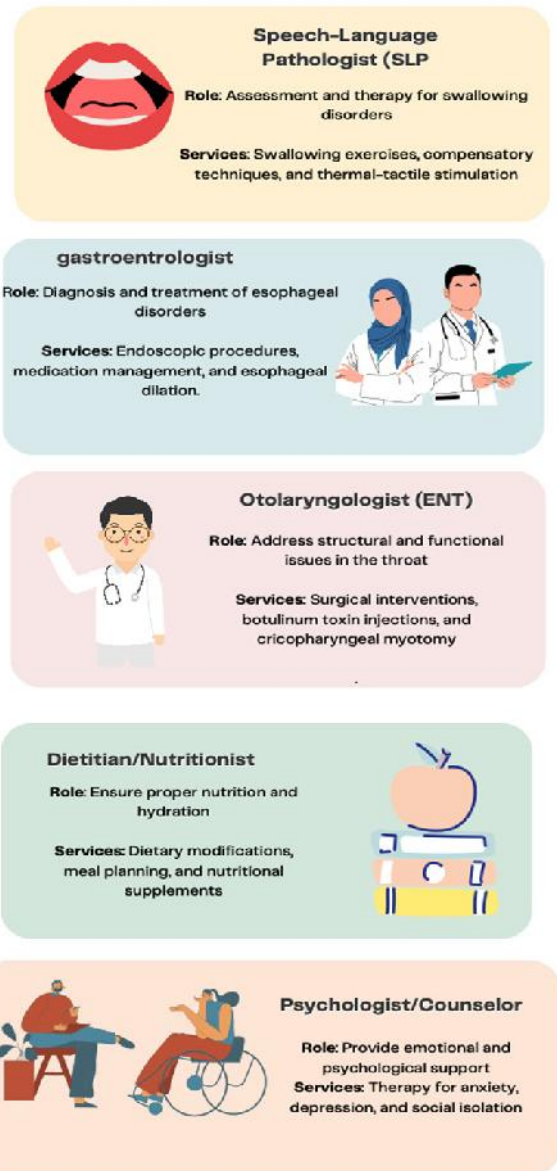 Speech-Language
Pathologist (SLP
Role: Assessment and therapy for swallowing
disorders
Services: Swallowing exercises, compensatory
techniques, and thermal-tactile stimulation
gastroentrologist
Role: Diagnosis and treatment of esophageal
disorders
Services: Endoscopic procedures,
medication management, and esophageal
dilation.
Otolaryngologist (ENT)
Role: Address structural and functional
issues in the throat
Services: Surgical interventions,
botulinum toxin injections, and
cricopharyngeal myotomy
.
Dietitian/Nutritionist
Role: Ensure proper nutrition and
hydration
Services: Dietary modifications,
meal planning, and nutritional
supplements
Psychologist/Counselor
Role: Provide emotional and
psychological support
Services: Therapy for anxiety,
depression, and social isolation